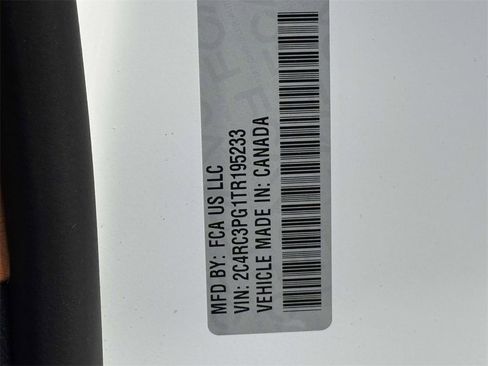 MFD BY: FCA US LLC
VIN: 2C4RC3PG1TR195233
VEHICLE MADE IN: CANADA